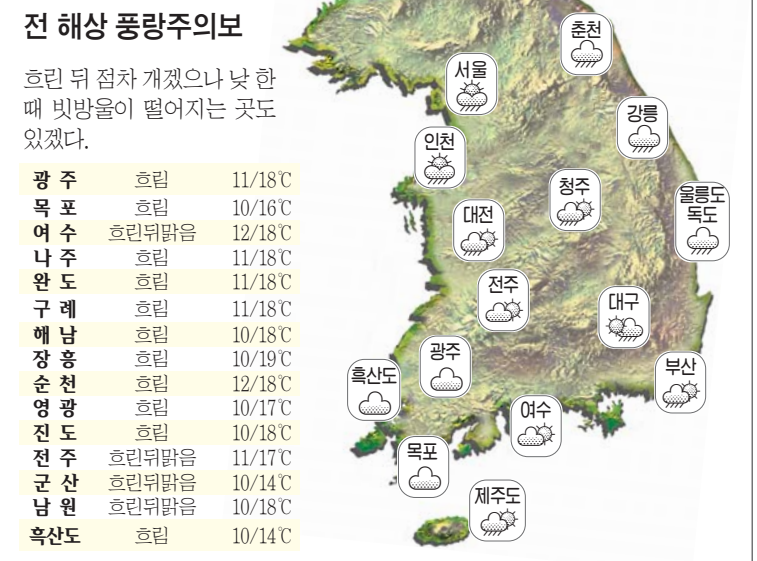 전 해상 풍랑주의보
흐린 뒤 점차 개겠으나 낮 한
때 빗방울이 떨어지는 곳도
있겠다.
광 주 흐림 11/18℃
목 포 흐림 10/16℃
여 수 흐린뒤맑음 12/18℃
나 주 흐림 11/18℃
완 도 흐림 11/18℃
구 례 흐림 11/18℃
해 남 흐림 10/18℃
장 흥 흐림 10/19℃
순 천 흐림 12/18℃
영 광 흐림 10/17℃
진 도 흐림 10/18℃
전 주 흐린뒤맑음 11/17℃
군 산 흐린뒤맑음 10/14℃
남 원 흐린뒤맑음 10/18℃
흑산도 흐림 10/14℃
춘천
서울
강릉
인천
청주
울릉도
독도
대전
전주
대구
광주
부산
흑산도
여수
목포
제주도